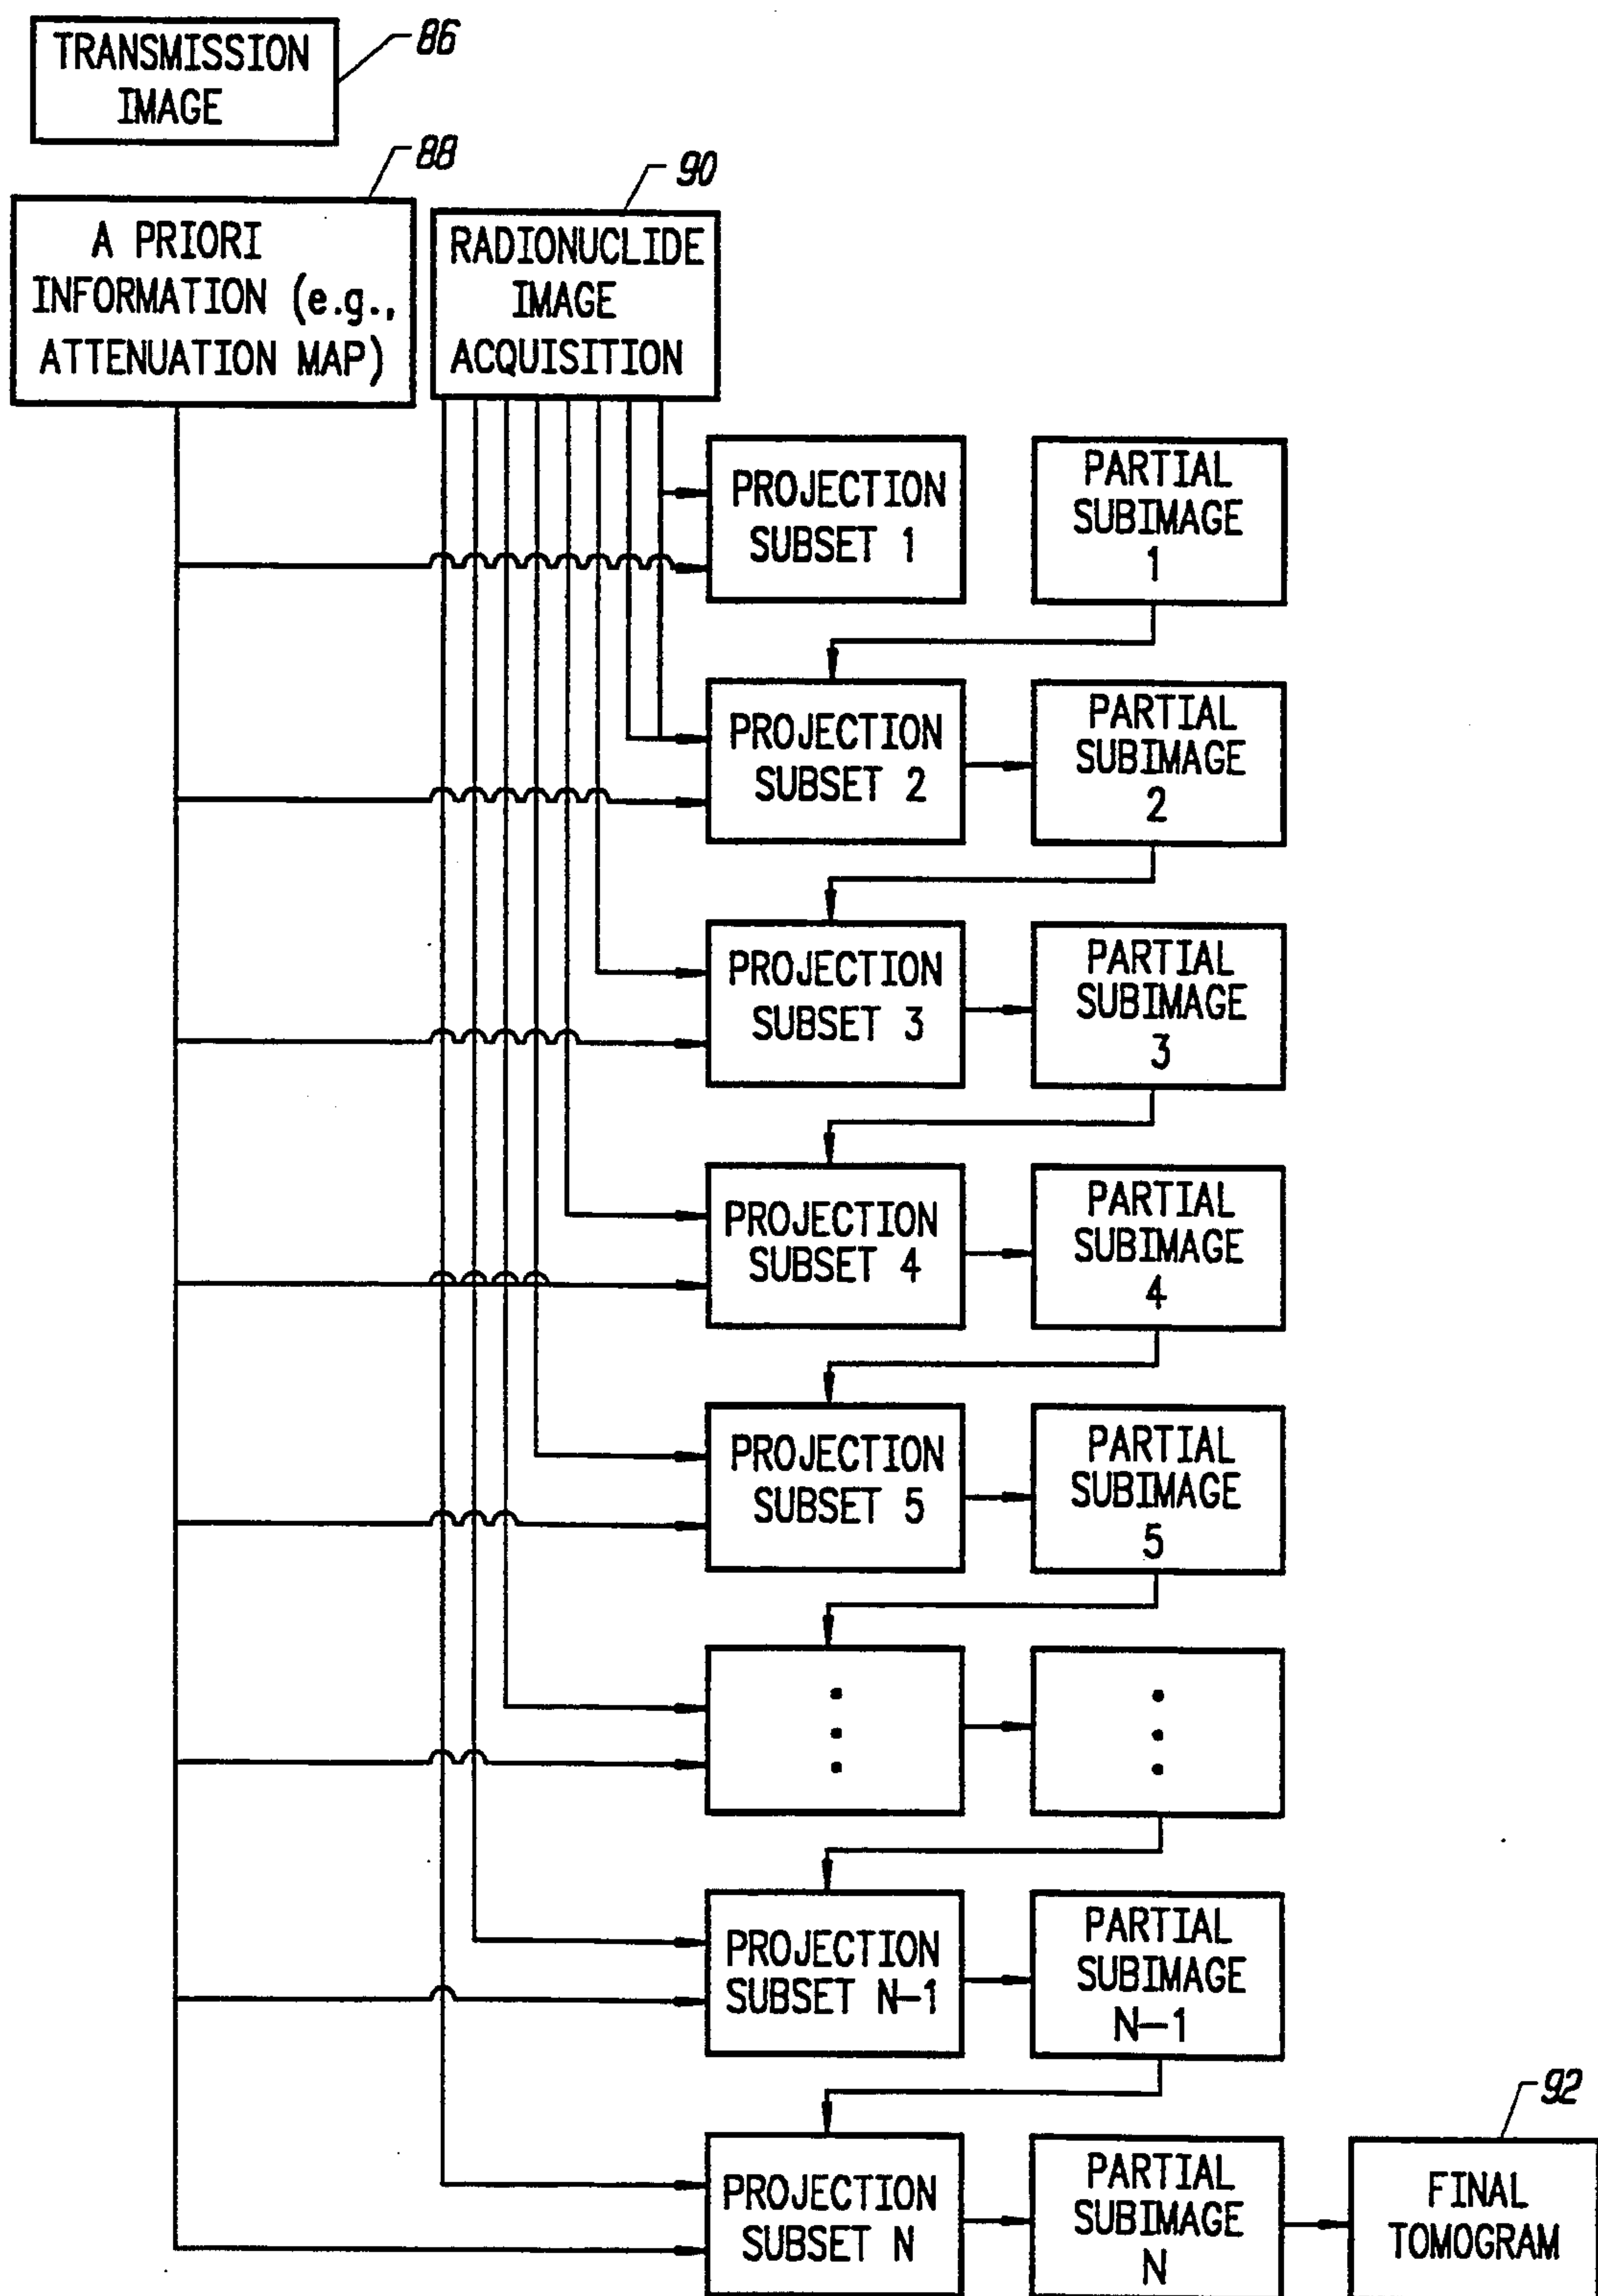 TRANSMISSION
IMAGE
86
88
A PRIORI
INFORMATION (e.g.,
ATTENUATION MAP)
90
RADIONUCLIDE
IMAGE
ACQUISITION
PROJECTION
SUBSET 1
PARTIAL
SUBIMAGE
1
PROJECTION
SUBSET 2
PARTIAL
SUBIMAGE
2
PROJECTION
SUBSET 3
PARTIAL
SUBIMAGE
3
PROJECTION
SUBSET 4
PARTIAL
SUBIMAGE
4
PROJECTION
SUBSET 5
PARTIAL
SUBIMAGE
5
PROJECTION
SUBSET N-1
PARTIAL
SUBIMAGE
N-1
PROJECTION
SUBSET N
PARTIAL
SUBIMAGE
N
92
FINAL
TOMOGRAM